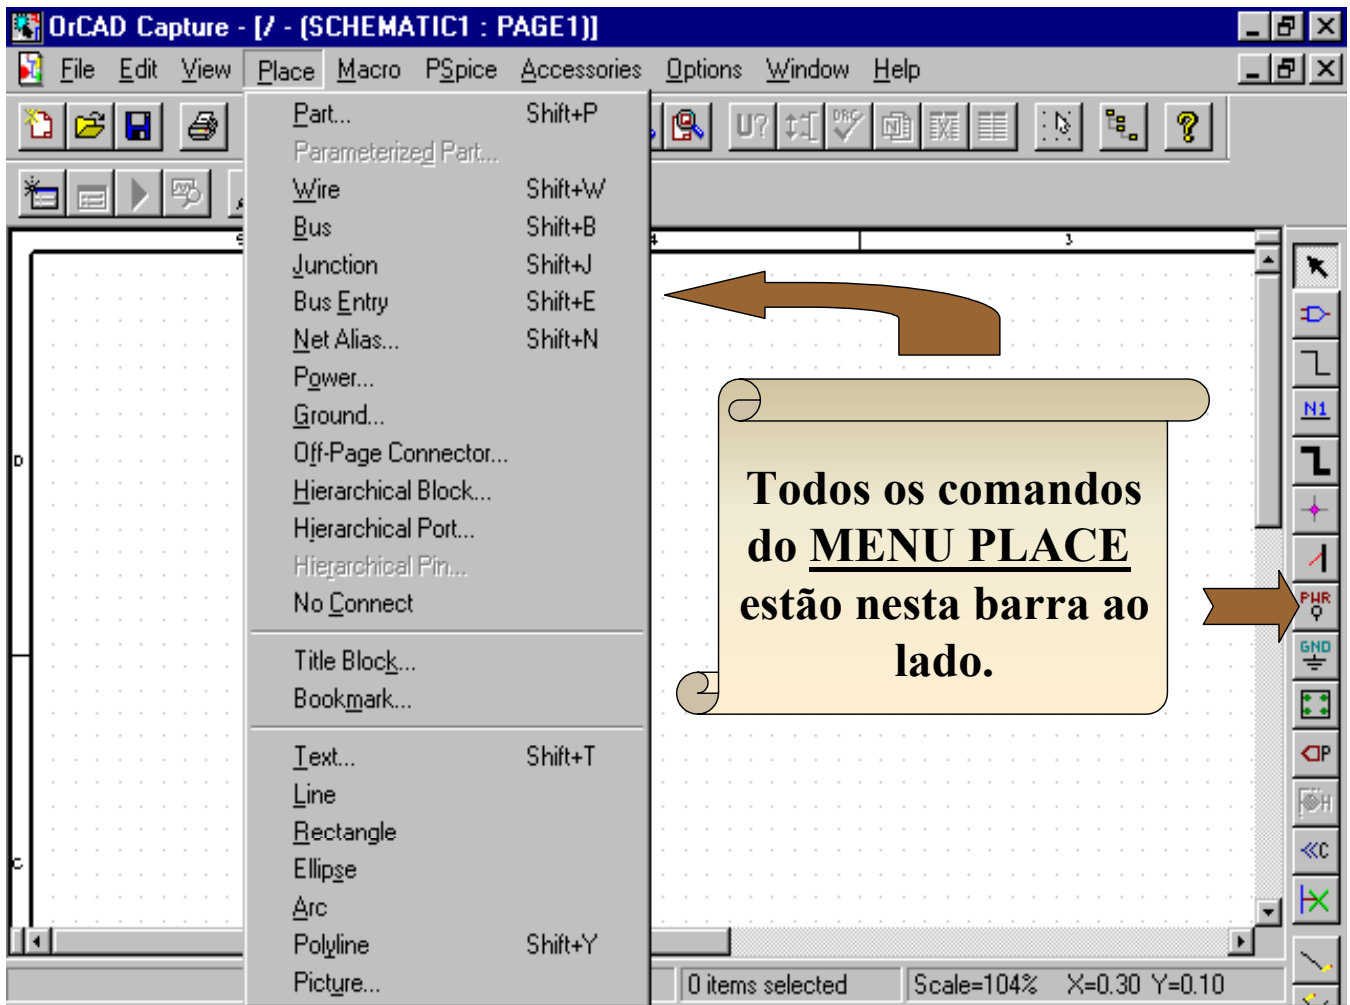 OrCAD Capture - [/ - (SCHEMATIC1 : PAGE1)]
File Edit View Place Macro PSpice Accessories Options Window Help
U? DRC
Part... Shift+P
Parameterized Part...
Wire Shift+W
Bus Shift+B
Junction Shift+J
Bus Entry Shift+E
Net Alias... Shift+N
Power...
Ground...
Off-Page Connector...
Hierarchical Block...
Hierarchical Port...
Hierarchical Pin...
No Connect
Title Block...
Bookmark...
Text... Shift+T
Line
Rectangle
Ellipse
Arc
Polyline Shift+Y
Picture...
3
D
C
Todos os comandos
do MENU PLACE
estão nesta barra ao
lado.
N1
PWR
GND
P
H
C
0 items selected Scale=104% X=0.30 Y=0.10